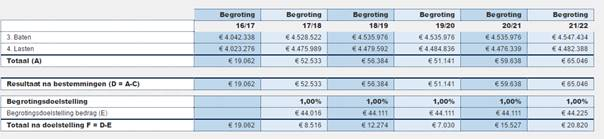 Begroting Begroting Begroting Begroting Begroting Begroting
16/17 17/18 18/19 19/20 20/21 21/22
3. Baten € 4.042.338 € 4.528.522 € 4.535.976 € 4.535.976 € 4.535.976 € 4.547.434
4. Lasten € 4.023.276 € 4.475.989 € 4.479.592 € 4.484.836 € 4.476.339 € 4.482.388
Totaal (A) € 19.062 € 52.533 € 56.384 € 51.141 € 59.638 € 65.046
Resultaat na bestemmingen (D = A-C) € 19.062 € 52.533 € 56.384 € 51.141 € 59.638 € 65.046
Begrotingsdoelstelling 1,00% 1,00% 1,00% 1,00% 1,00%
Begrotingsdoelstelling bedrag (E) € 44.016 € 44.111 € 44.111 € 44.111 € 44.225
Totaal na doelstelling F = D-E € 19.062 € 8.516 € 12.274 € 7.030 € 15.527 € 20.820